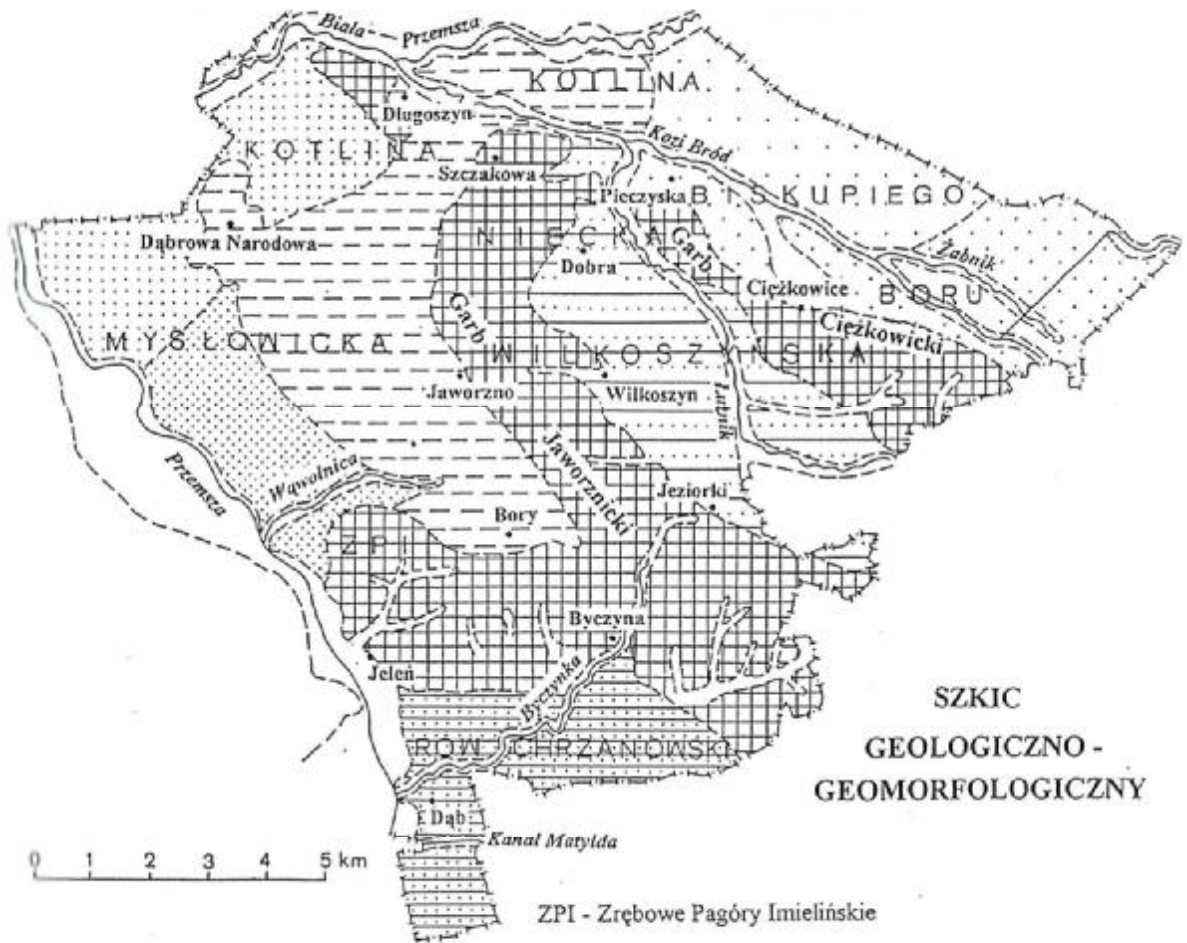 Biała Przemsza
KOTLINA
Długoszyn
Kozi Bród
KOTLINA
Szczakowa
Pieczyska
BISKUPIEGO
Dąbrowa Narodowa
NIECKA
Garb
Żabnik
Dobra
Ciężkowice
BORU
Ciężkowicki
Garb
MYSŁOWICKA
WILKOSZYŃSKA
Jaworzno
Wilkoszyn
Łużnik
Jaworznicki
Przemsza
Wąwolnica
Jeziorki
Bory
ZPI
Byczyna
Jeleń
Byczynka
RÓW CHRZANOWSKI
SZKIC
GEOLOGICZNO -
GEOMORFOLOGICZNY
Dąb
Kanał Matylda
0 1 2 3 4 5 km
ZPI - Zrębowe Pagóry Imielińskie